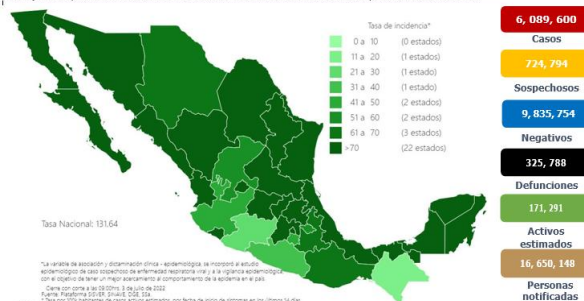 Tasa de incidencia*
0 a 10 (0 estados)
11 a 20 (1 estados)
21 a 30 (1 estado)
31 a 40 (1 estado)
41 a 50 (2 estados)
51 a 60 (2 estados)
61 a 70 (3 estados)
>70 (22 estados)
Tasa Nacional: 131.64
*La variable de asociación y dictaminación clínica - epidemiológica, se incorporó al estudio
epidemiológico de caso sospechoso de enfermedad respiratoria viral y a la vigilancia epidemiológica,
con el objetivo de tener un mejor acercamiento al comportamiento de la epidemia en el país.
Cierre con corte a las 09:00hrs, 3 de julio de 2022
Fuente: Plataforma SISVER, SINAVE, DGE, SSa.
6, 089, 600
Casos
724, 794
Sospechosos
9, 835, 754
Negativos
325, 788
Defunciones
171, 291
Activos
estimados
16, 650, 148
Personas
notificadas